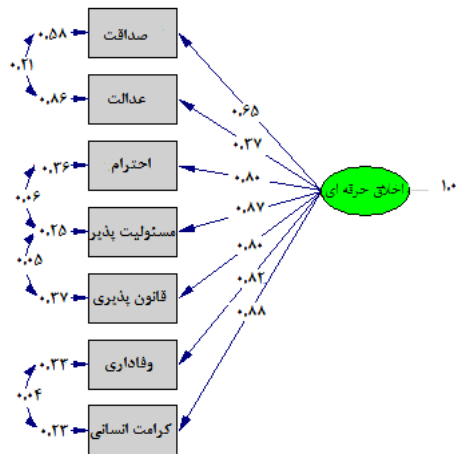 ۰.۵۸
صداقت
۰.۲۱
۰.۸۶
عدالت
۰.۳۶
احترام
۰.۰۶
۰.۲۵
مسئولیت پذیر
۰.۰۵
۰.۳۷
قانون پذیری
۰.۳۳
وفاداری
۰.۰۴
۰.۲۳
کرامت انسانی
۰.۶۵
۰.۳۷
۰.۸۰
۰.۸۷
۰.۸۰
۰.۸۲
۰.۸۸
اخلاق حرقه ای
۱.۰